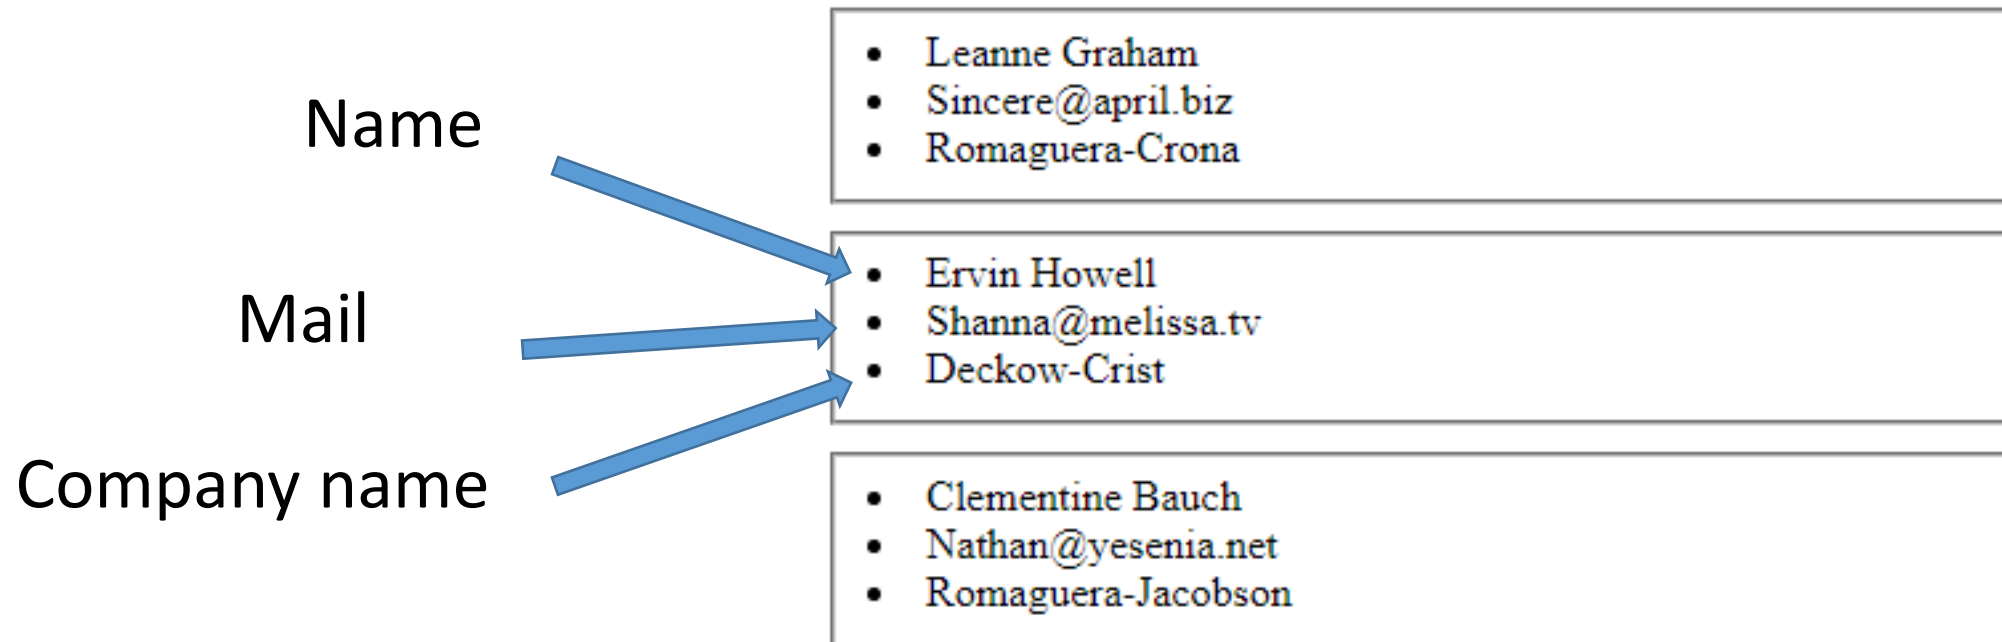 Name
Mail
Company name
• Leanne Graham
• Sincere@april.biz
• Romaguera-Crona
• Ervin Howell
• Shanna@melissa.tv
• Deckow-Crist
• Clementine Bauch
• Nathan@yesenia.net
• Romaguera-Jacobson